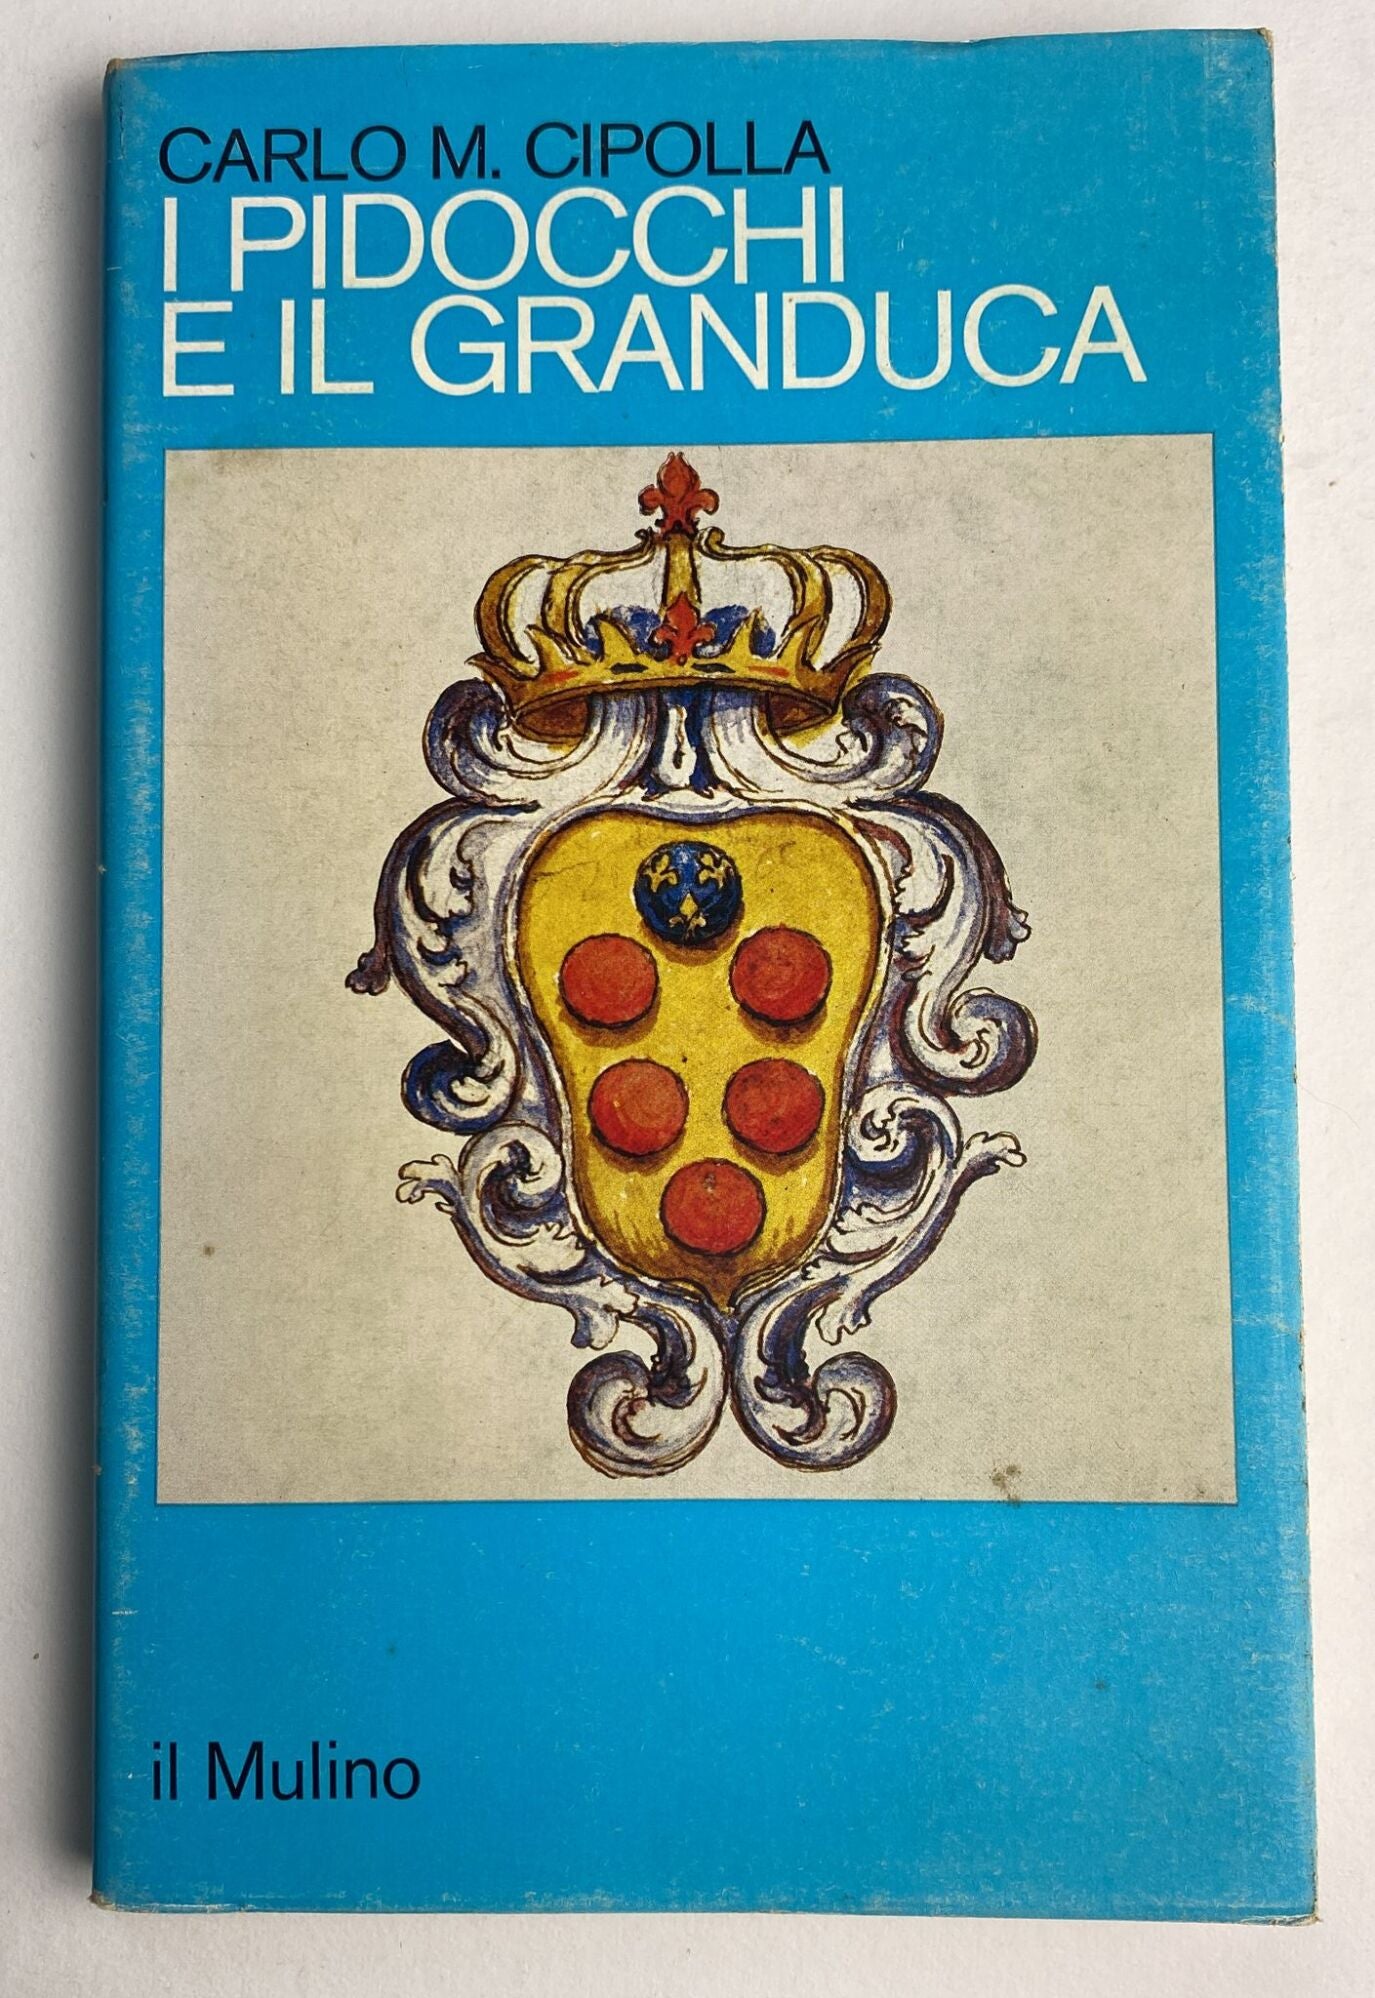 CARLO M. CIPOLLA
I PIDOCCHI
E IL GRANDUCA
il Mulino